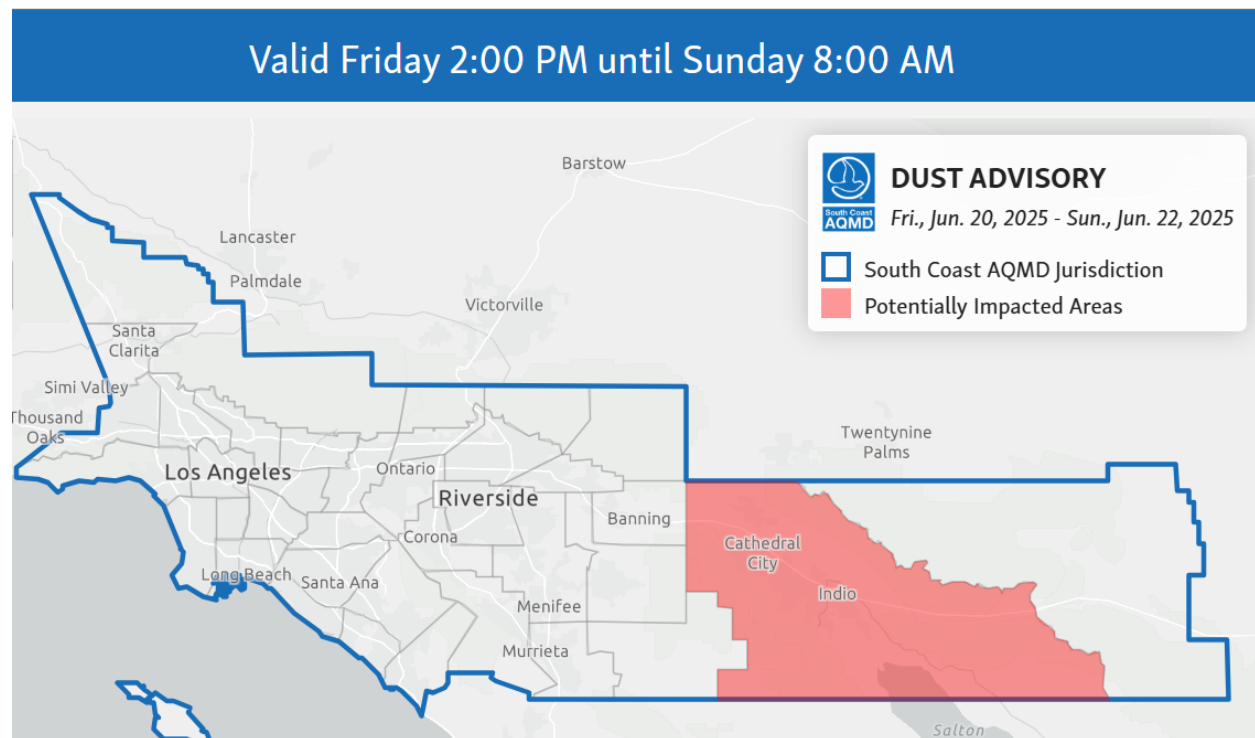 Valid Friday 2:00 PM until Sunday 8:00 AM
Barstow
South Coast
AQMD
DUST ADVISORY
Fri., Jun. 20, 2025 - Sun., Jun. 22, 2025
South Coast AQMD Jurisdiction
Potentially Impacted Areas
Lancaster
Palmdale
Victorville
Santa
Clarita
Simi Valley
Thousand
Oaks
Twentynine
Palms
Los Angeles
Ontario
Riverside
Banning
Corona
Cathedral
City
Long Beach
Santa Ana
Indio
Menifee
Murrieta
Salton